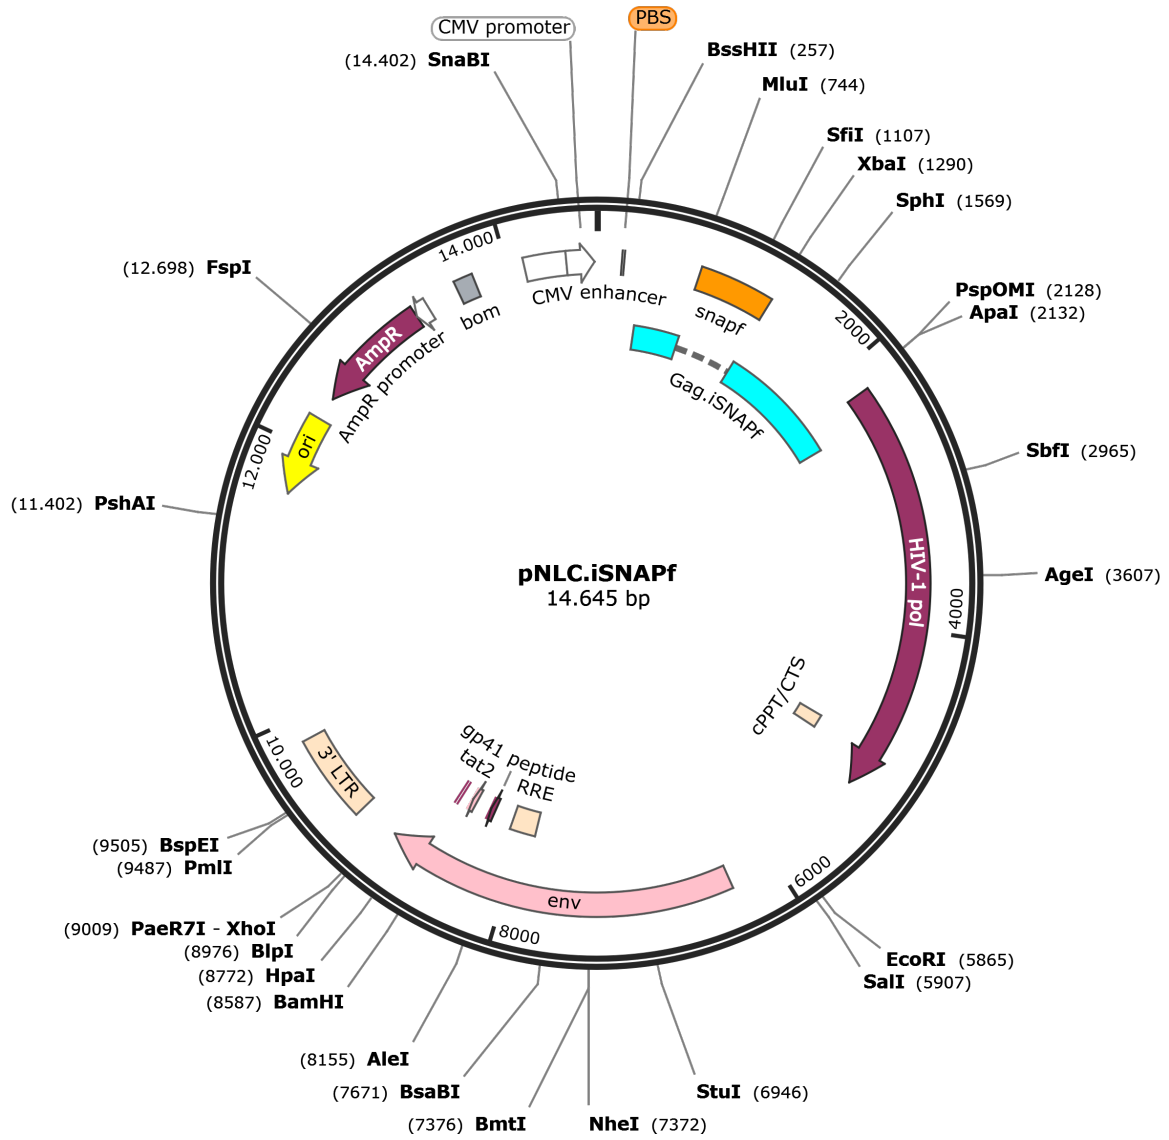 CMV promoter
PBS
(14.402) SnaBI
BssHII (257)
MluI (744)
SfiI (1107)
XbaI (1290)
SphI (1569)
PspOMI (2128)
ApaI (2132)
SbfI (2965)
AgeI (3607)
EcoRI (5865)
SalI (5907)
StuI (6946)
NheI (7372)
(7376) BmtI
(7671) BsaBI
(8155) AleI
(8587) BamHI
(8772) HpaI
(8976) BlpI
(9009) PaeR7I - XhoI
(9487) PmlI
(9505) BspEI
(11.402) PshAI
(12.698) FspI
14.000
2000
4000
6000
8000
10.000
12.000
CMV enhancer
bom
AmpR promoter
AmpR
ori
snapf
Gag.iSNAPf
HIV-1 pol
cPPT/CTS
pNLC.iSNAPf
14.645 bp
gp41 peptide
tat2
RRE
env
3' LTR